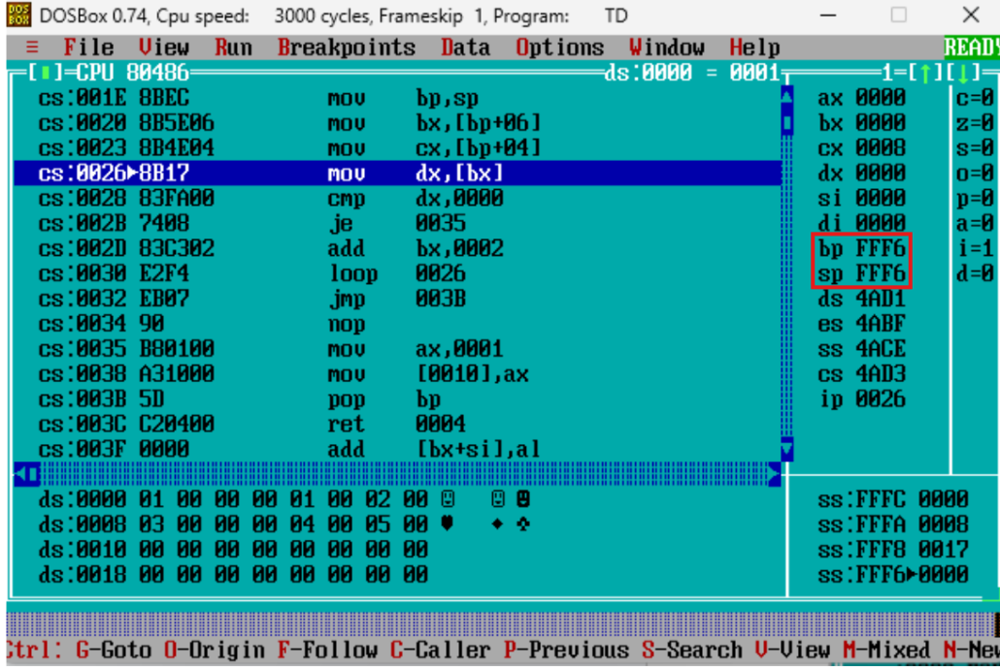 DOSBox 0.74, Cpu speed: 3000 cycles, Frameskip 1, Program: TD
≡ File View Run Breakpoints Data Options Window Help READY
[▮]=CPU 80486 ds:0000 = 0001 1=[↑][↓]
cs:001E 8BEC mov bp,sp ax 0000 c=0
cs:0020 8B5E06 mov bx,[bp+06] bx 0000 z=0
cs:0023 8B4E04 mov cx,[bp+04] cx 0008 s=0
cs:0026►8B17 mov dx,[bx] dx 0000 o=0
cs:0028 83FA00 cmp dx,0000 si 0000 p=0
cs:002B 7408 je 0035 di 0000 a=0
cs:002D 83C302 add bx,0002 bp FFF6 i=1
cs:0030 E2F4 loop 0026 sp FFF6 d=0
cs:0032 EB07 jmp 003B ds 4AD1
cs:0034 90 nop es 4ABF
cs:0035 B80100 mov ax,0001 ss 4ACE
cs:0038 A31000 mov [0010],ax cs 4AD3
cs:003B 5D pop bp ip 0026
cs:003C C20400 ret 0004
cs:003F 0000 add [bx+si],al
ds:0000 01 00 00 00 01 00 02 00 ☺ ☺☻ ss:FFFC 0000
ds:0008 03 00 00 00 04 00 05 00 ♥ ♦ ♣ ss:FFFA 0008
ds:0010 00 00 00 00 00 00 00 00 ss:FFF8 0017
ds:0018 00 00 00 00 00 00 00 00 ss:FFF6►0000
Ctrl: G-Goto O-Origin F-Follow C-Caller P-Previous S-Search V-View M-Mixed N-New